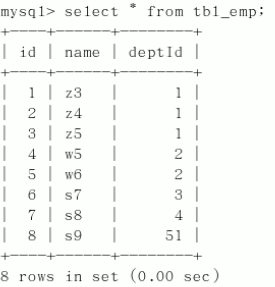 mysql> select * from tbl_emp;
+----+------+--------+
| id | name | deptId |
+----+------+--------+
| 1 | z3 | 1 |
| 2 | z4 | 1 |
| 3 | z5 | 1 |
| 4 | w5 | 2 |
| 5 | w6 | 2 |
| 6 | s7 | 3 |
| 7 | s8 | 4 |
| 8 | s9 | 51 |
+----+------+--------+
8 rows in set (0.00 sec)